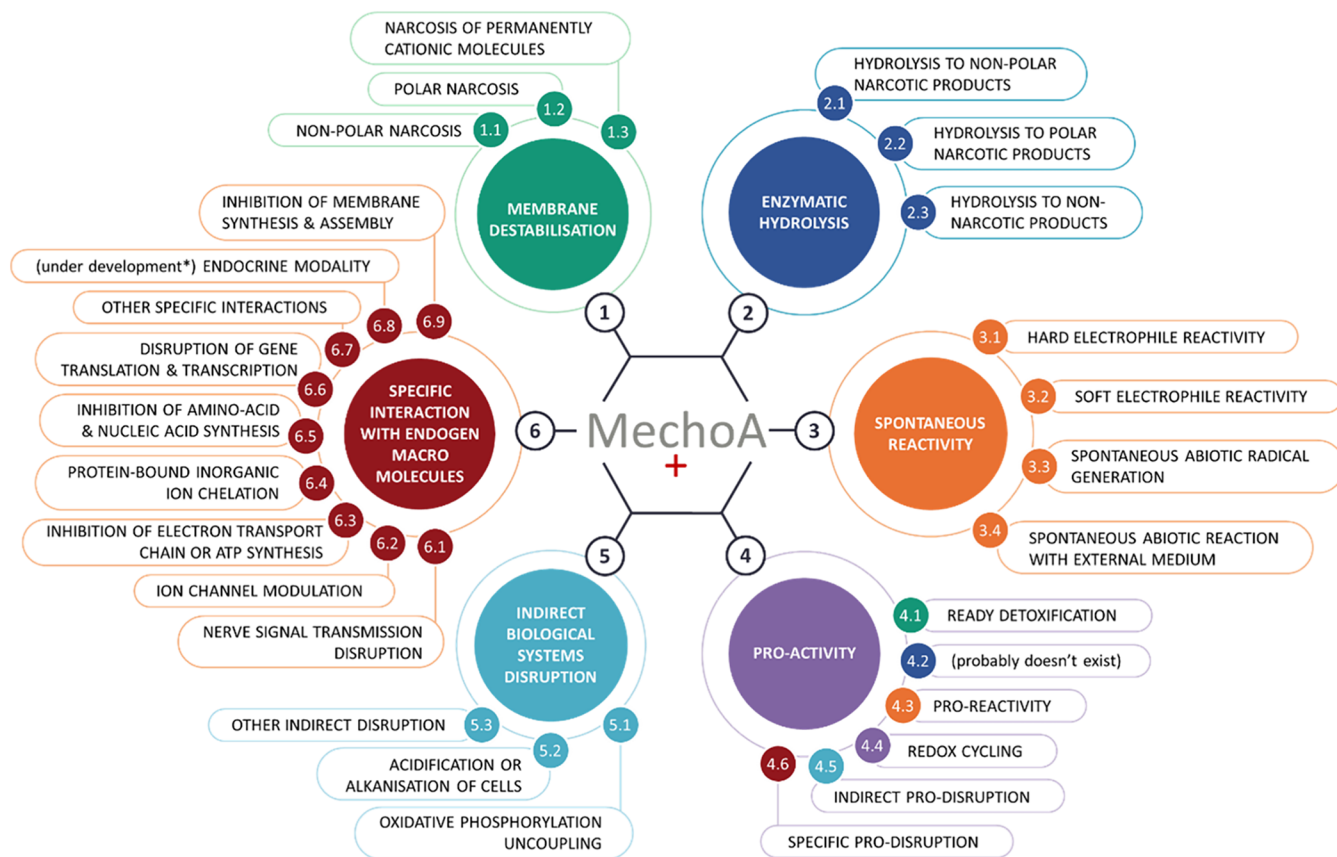 NARCOSIS OF PERMANENTLY
CATIONIC MOLECULES
POLAR NARCOSIS
NON-POLAR NARCOSIS
1.1
1.2
1.3
MEMBRANE
DESTABILISATION
1
HYDROLYSIS TO NON-POLAR
NARCOTIC PRODUCTS
HYDROLYSIS TO POLAR
NARCOTIC PRODUCTS
HYDROLYSIS TO NON-
NARCOTIC PRODUCTS
2.1
2.2
2.3
ENZYMATIC
HYDROLYSIS
2
3.1
HARD ELECTROPHILE REACTIVITY
3.2
SOFT ELECTROPHILE REACTIVITY
3.3
SPONTANEOUS ABIOTIC RADICAL
GENERATION
3.4
SPONTANEOUS ABIOTIC REACTION
WITH EXTERNAL MEDIUM
SPONTANEOUS
REACTIVITY
3
MechoA
+
4
PRO-ACTIVITY
4.1
READY DETOXIFICATION
4.2
(probably doesn't exist)
4.3
PRO-REACTIVITY
4.4
REDOX CYCLING
4.5
INDIRECT PRO-DISRUPTION
4.6
SPECIFIC PRO-DISRUPTION
5
INDIRECT
BIOLOGICAL
SYSTEMS
DISRUPTION
5.3
5.2
5.1
OTHER INDIRECT DISRUPTION
ACIDIFICATION OR
ALKANISATION OF CELLS
OXIDATIVE PHOSPHORYLATION
UNCOUPLING
6
SPECIFIC
INTERACTION
WITH ENDOGEN
MACRO
MOLECULES
INHIBITION OF MEMBRANE
SYNTHESIS & ASSEMBLY
6.9
(under development*) ENDOCRINE MODALITY
6.8
OTHER SPECIFIC INTERACTIONS
6.7
DISRUPTION OF GENE
TRANSLATION & TRANSCRIPTION
6.6
INHIBITION OF AMINO-ACID
& NUCLEIC ACID SYNTHESIS
6.5
PROTEIN-BOUND INORGANIC
ION CHELATION
6.4
INHIBITION OF ELECTRON TRANSPORT
CHAIN OR ATP SYNTHESIS
6.3
ION CHANNEL MODULATION
6.2
NERVE SIGNAL TRANSMISSION
DISRUPTION
6.1